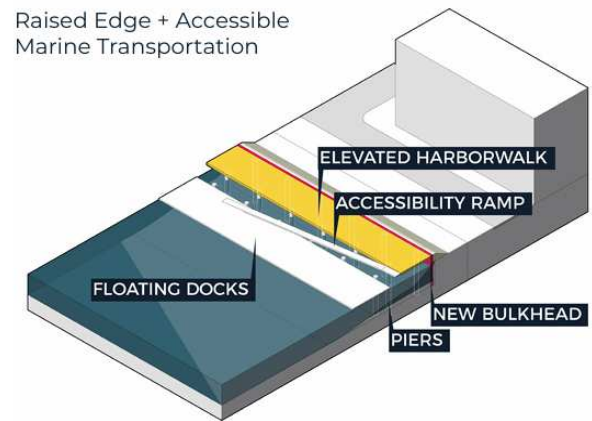 Raised Edge + Accessible
Marine Transportation
ELEVATED HARBORWALK
ACCESSIBILITY RAMP
FLOATING DOCKS
NEW BULKHEAD
PIERS